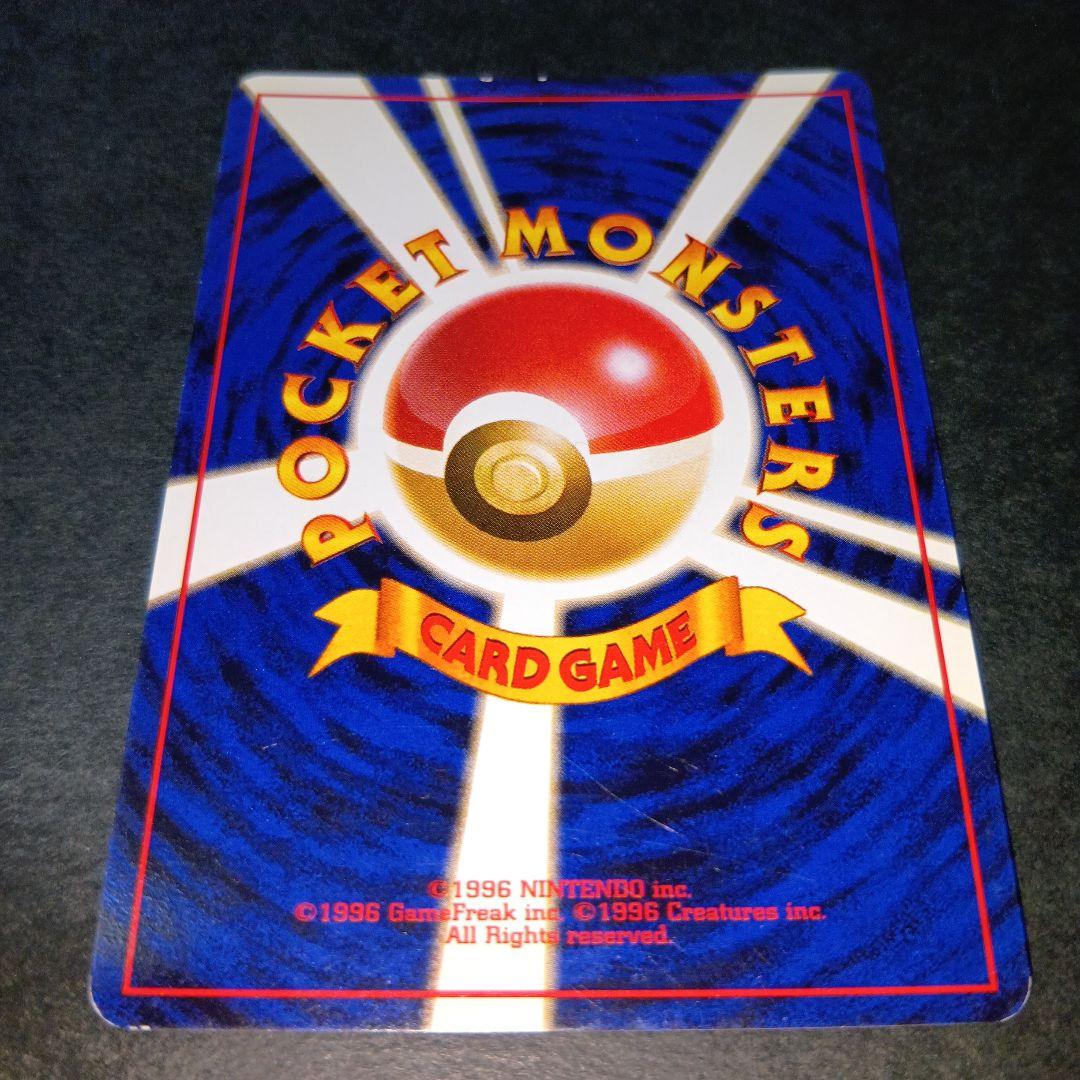 POCKET MONSTERS
CARD GAME
©1996 NINTENDO inc.
©1996 GameFreak inc. ©1996 Creatures inc.
All Rights reserved.